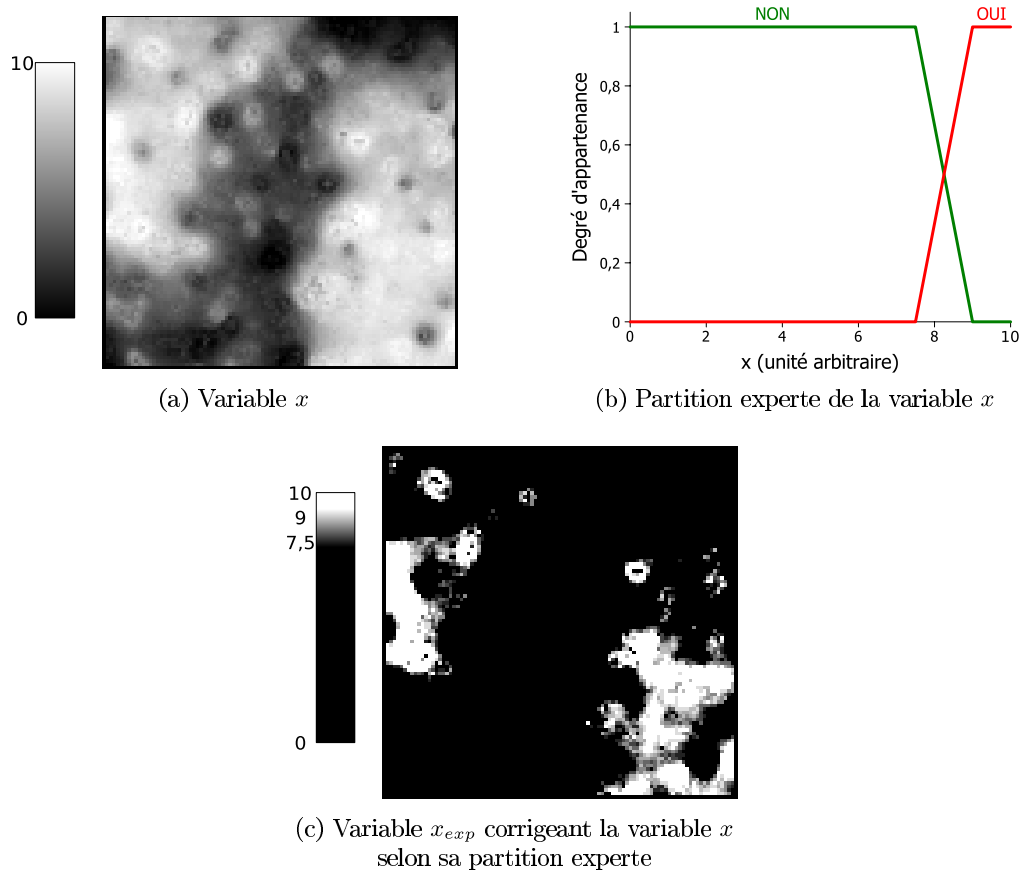 10
0
(a) Variable x
NON
OUI
1
0,8
0,6
0,4
0,2
0
Degré d'appartenance
0 2 4 6 8 10
x (unité arbitraire)
(b) Partition experte de la variable x
10
9
7,5
0
(c) Variable x_exp corrigeant la variable x
selon sa partition experte